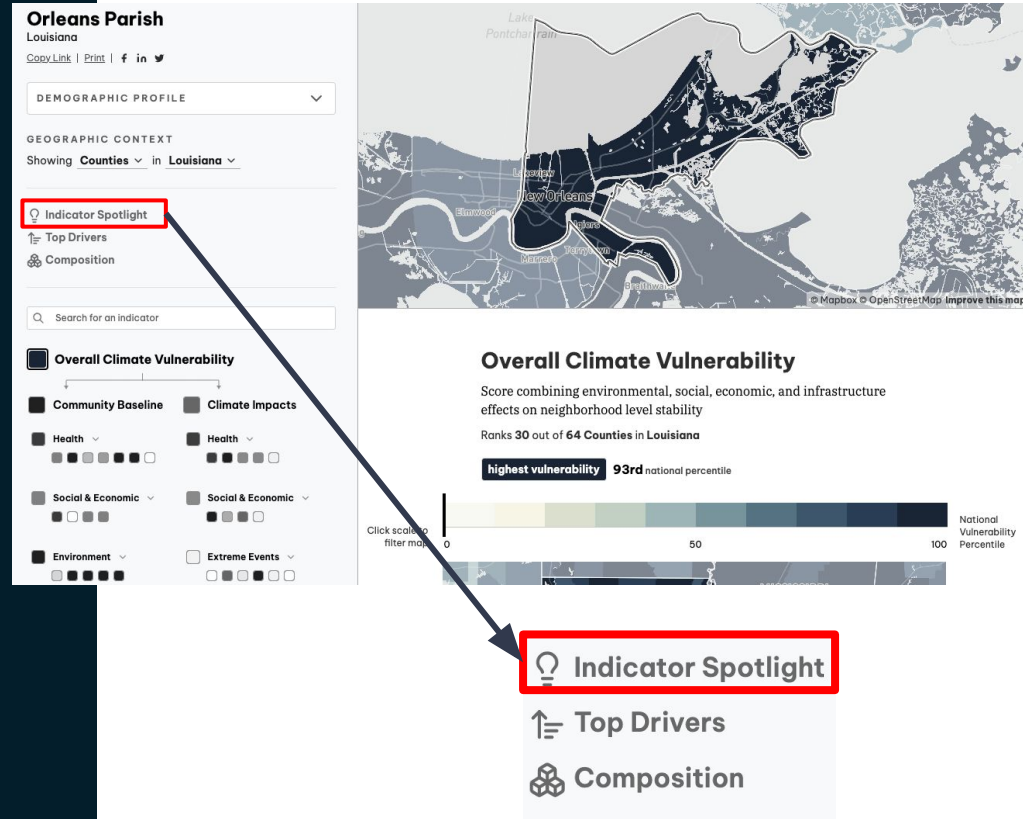 Orleans Parish
Louisiana
Copy Link | Print | f in
DEMOGRAPHIC PROFILE
GEOGRAPHIC CONTEXT
Showing Counties in Louisiana
Indicator Spotlight
Top Drivers
Composition
Search for an indicator
Overall Climate Vulnerability
Community Baseline
Climate Impacts
Health
Health
Social & Economic
Social & Economic
Environment
Extreme Events
Lake
Pontchartrain
Lakeview
New Orleans
Elmwood
Algiers
Terrytown
Marrero
© Mapbox © OpenStreetMap Improve this map
Overall Climate Vulnerability
Score combining environmental, social, economic, and infrastructure
effects on neighborhood level stability
Ranks 30 out of 64 Counties in Louisiana
highest vulnerability 93rd national percentile
Click scale to
filter map
0 50 100
National
Vulnerability
Percentile
MISSISSIPPI
Indicator Spotlight
Top Drivers
Composition